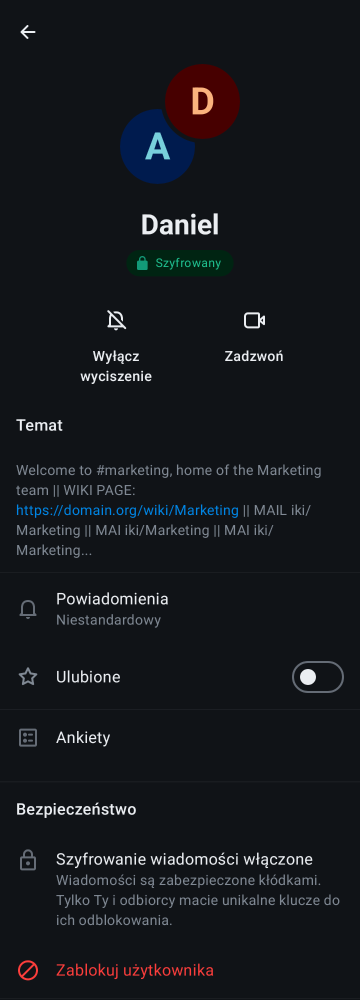 D
A
Daniel
Szyfrowany
Wyłącz
wyciszenie
Zadzwoń
Temat
Welcome to #marketing, home of the Marketing
team || WIKI PAGE:
https://domain.org/wiki/Marketing || MAIL iki/
Marketing || MAI iki/Marketing || MAI iki/
Marketing...
Powiadomienia
Niestandardowy
Ulubione
Ankiety
Bezpieczeństwo
Szyfrowanie wiadomości włączone
Wiadomości są zabezpieczone kłódkami.
Tylko Ty i odbiorcy macie unikalne klucze do
ich odblokowania.
Zablokuj użytkownika